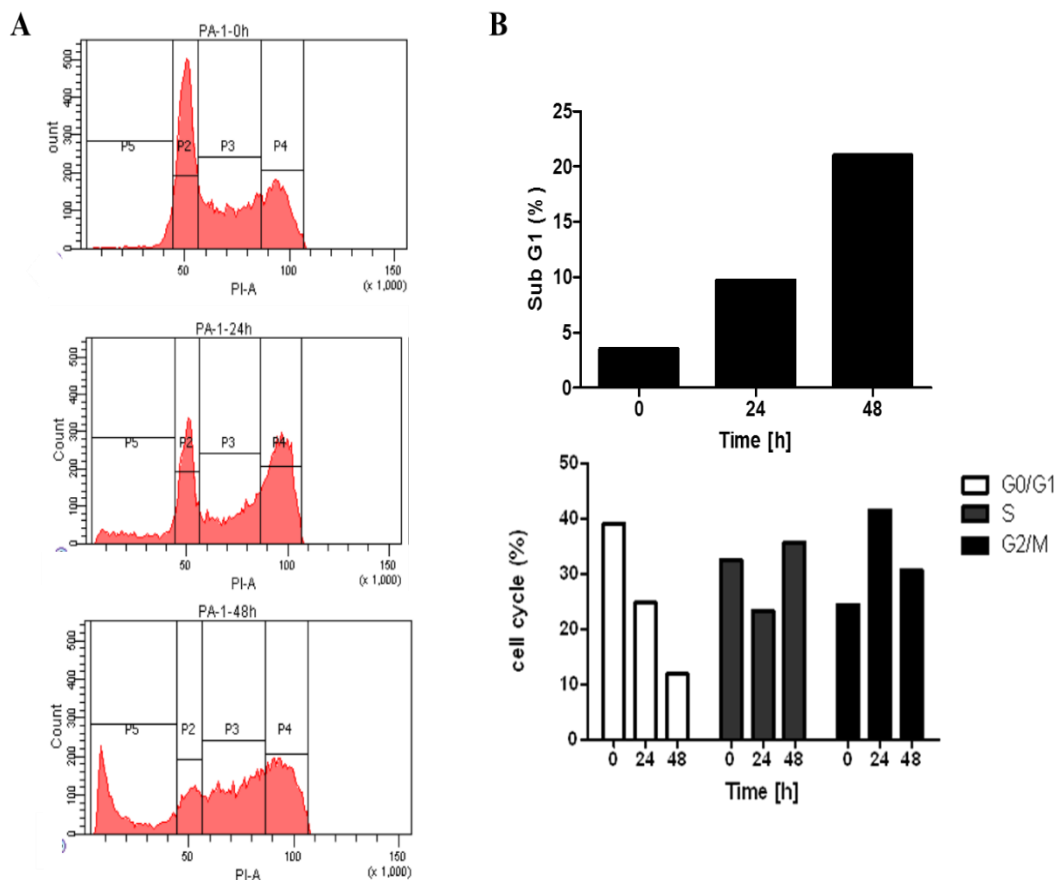 A
PA-1-0h
ount
500
400
300
200
100
0
P5
P2
P3
P4
50
100
150
PI-A
(x 1,000)
PA-1-24h
Count
500
400
300
200
100
0
P5
P2
P3
P4
50
100
150
PI-A
(x 1,000)
PA-1-48h
Count
500
400
300
200
100
0
P5
P2
P3
P4
50
100
150
PI-A
(x 1,000)
B
Sub G1 (%)
25
20
15
10
5
0
0
24
48
Time [h]
cell cycle (%)
50
40
30
20
10
0
0 24 48
0 24 48
0 24 48
Time [h]
G0/G1
S
G2/M